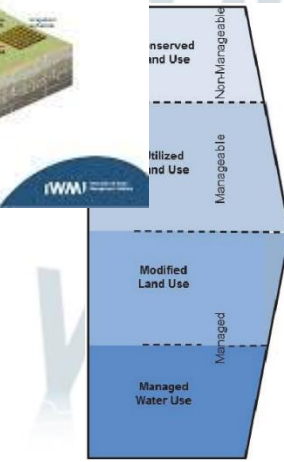 nserved
and Use
Non-Manageable
tilized
nd Use
Manageable
IWMI
Modified
Land Use
Managed
Managed
Water Use